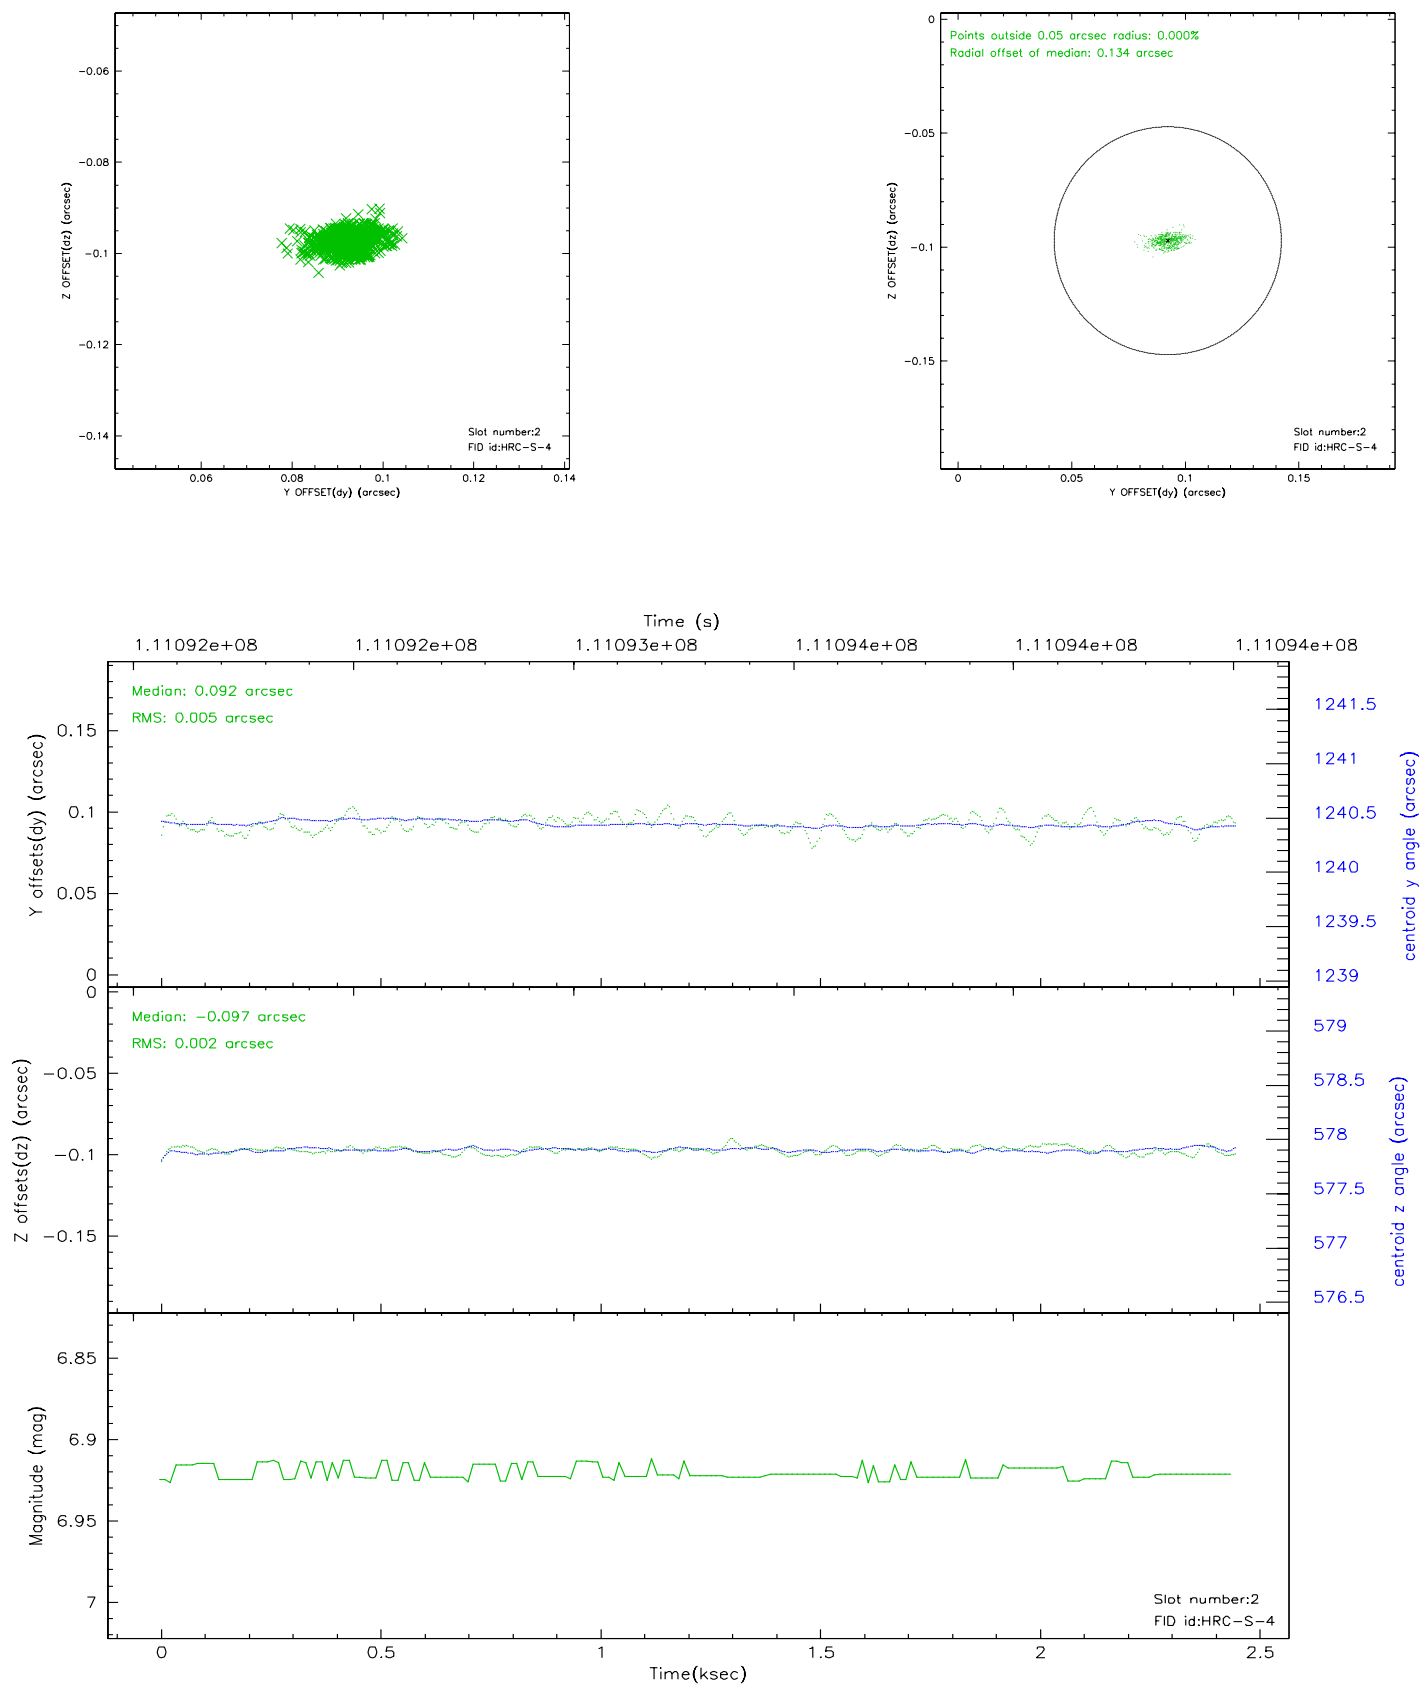 -0.06
-0.08
-0.1
-0.12
-0.14
Z OFFSET(dz) (arcsec)
Slot number:2
FID id:HRC-S-4
0.06 0.08 0.1 0.12 0.14
Y OFFSET(dy) (arcsec)
Points outside 0.05 arcsec radius: 0.000%
Radial offset of median: 0.134 arcsec
0
-0.05
-0.1
-0.15
Z OFFSET(dz) (arcsec)
Slot number:2
FID id:HRC-S-4
0 0.05 0.1 0.15
Y OFFSET(dy) (arcsec)
Time (s)
1.11092e+08 1.11092e+08 1.11093e+08 1.11094e+08 1.11094e+08 1.11094e+08
Median: 0.092 arcsec
RMS: 0.005 arcsec
0.15
0.1
0.05
0
Y offsets(dy) (arcsec)
1241.5
1241
1240.5
1240
1239.5
1239
centroid y angle (arcsec)
Median: -0.097 arcsec
RMS: 0.002 arcsec
0
-0.05
-0.1
-0.15
Z offsets(dz) (arcsec)
579
578.5
578
577.5
577
576.5
centroid z angle (arcsec)
6.85
6.9
6.95
7
Magnitude (mag)
Slot number:2
FID id:HRC-S-4
0 0.5 1 1.5 2 2.5
Time(ksec)